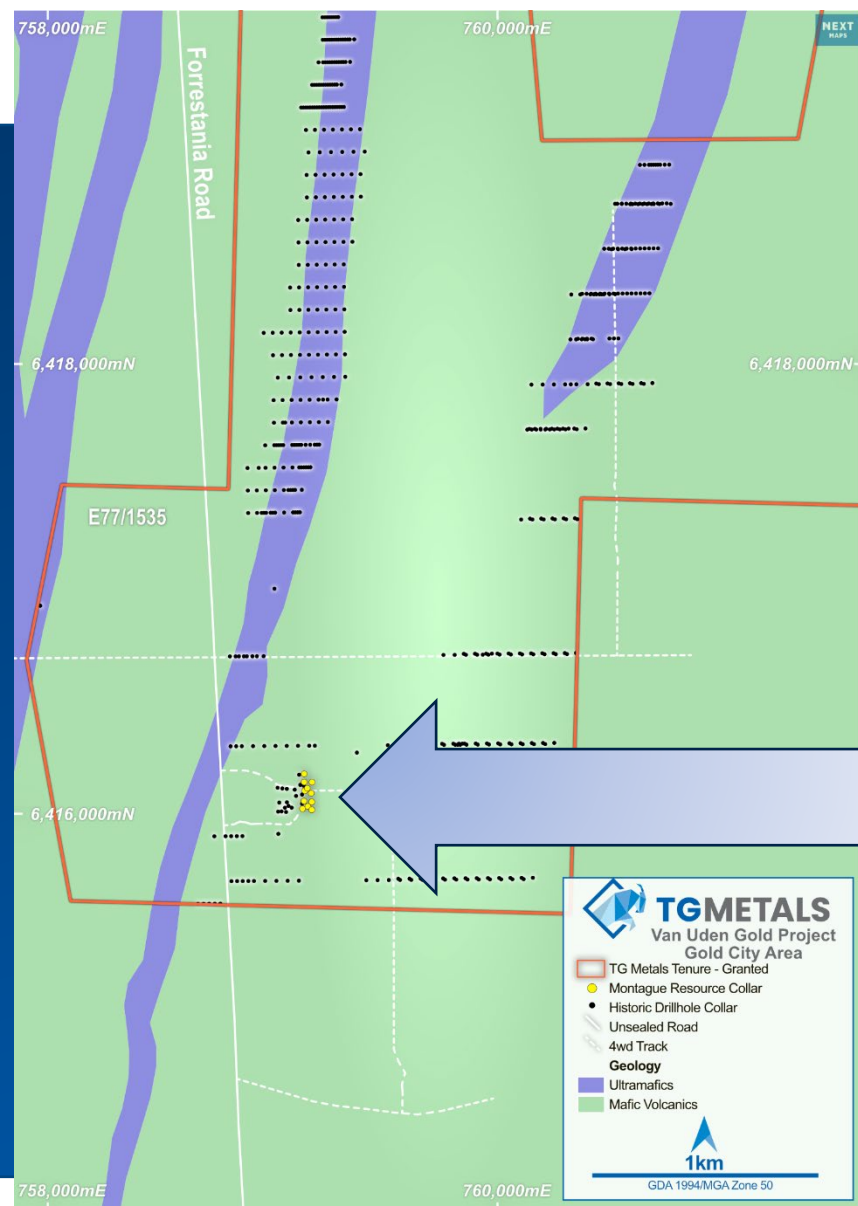 758,000mE
760,000mE
NEXT
MAPS
Forrestania Road
6,418,000mN
6,418,000mN
E77/1535
6,416,000mN
TGMETALS
Van Uden Gold Project
Gold City Area
TG Metals Tenure - Granted
Montague Resource Collar
Historic Drillhole Collar
Unsealed Road
4wd Track
Geology
Ultramafics
Mafic Volcanics
1km
GDA 1994/MGA Zone 50
758,000mE
760,000mE